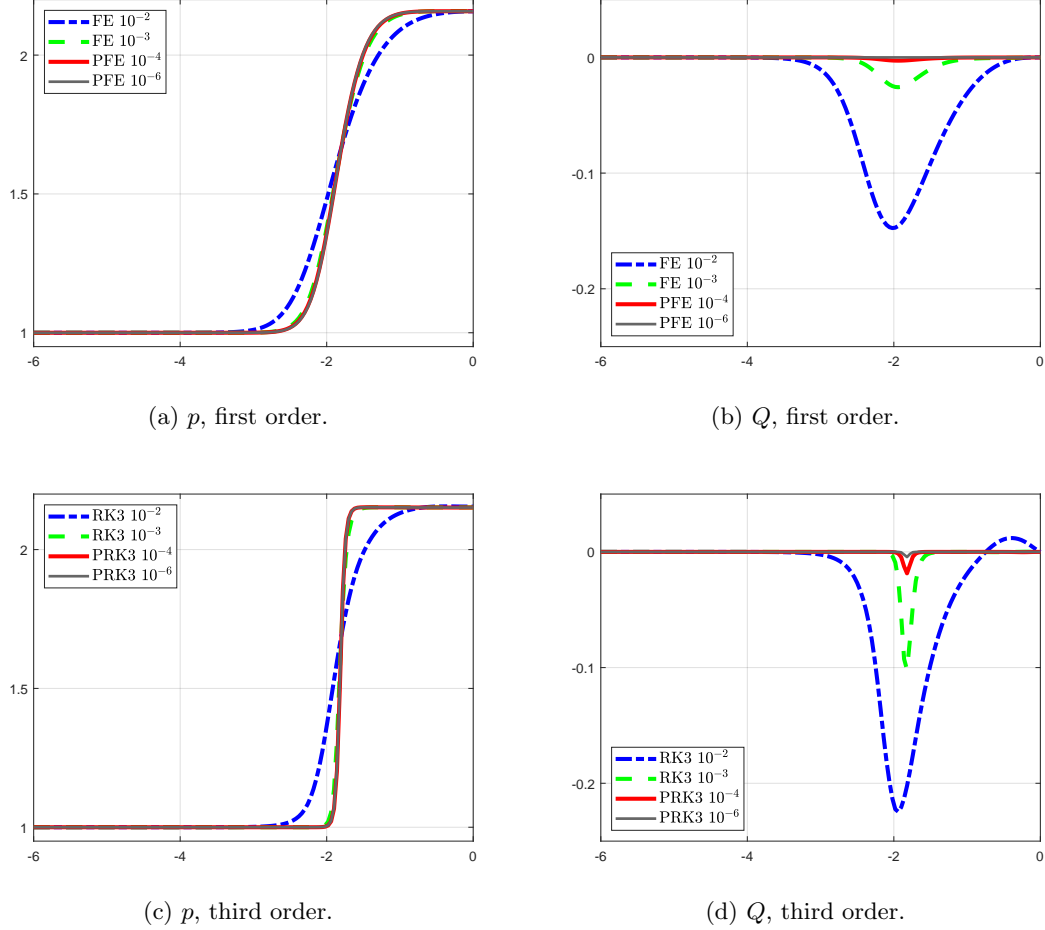 2
1.5
1
-6 -4 -2 0
FE 10⁻²
FE 10⁻³
PFE 10⁻⁴
PFE 10⁻⁶
(a) p, first order.
0
-0.1
-0.2
-6 -4 -2 0
FE 10⁻²
FE 10⁻³
PFE 10⁻⁴
PFE 10⁻⁶
(b) Q, first order.
2
1.5
1
-6 -4 -2 0
RK3 10⁻²
RK3 10⁻³
PRK3 10⁻⁴
PRK3 10⁻⁶
(c) p, third order.
0
-0.1
-0.2
-6 -4 -2 0
RK3 10⁻²
RK3 10⁻³
PRK3 10⁻⁴
PRK3 10⁻⁶
(d) Q, third order.